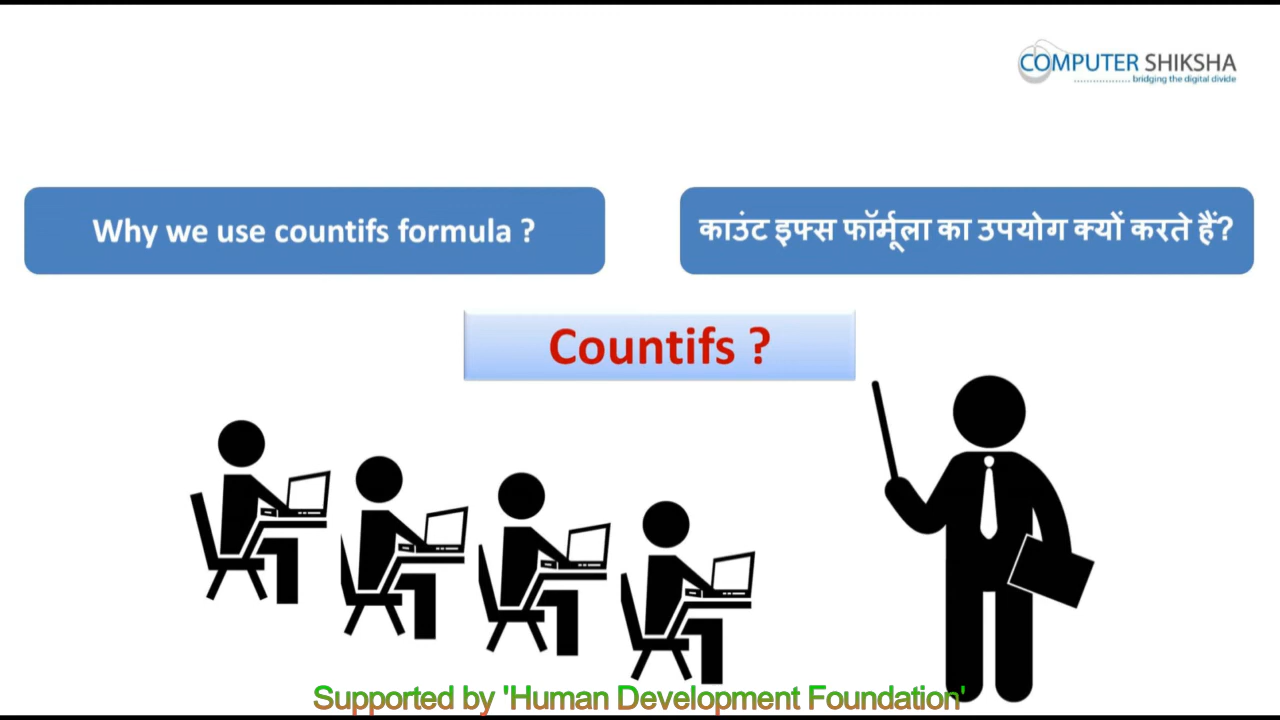 COMPUTER SHIKSHA
.................. bridging the digital divide
Why we use countifs formula ?
काउंट इफ्स फॉर्मूला का उपयोग क्यों करते हैं?
Countifs ?
Supported by 'Human Development Foundation'